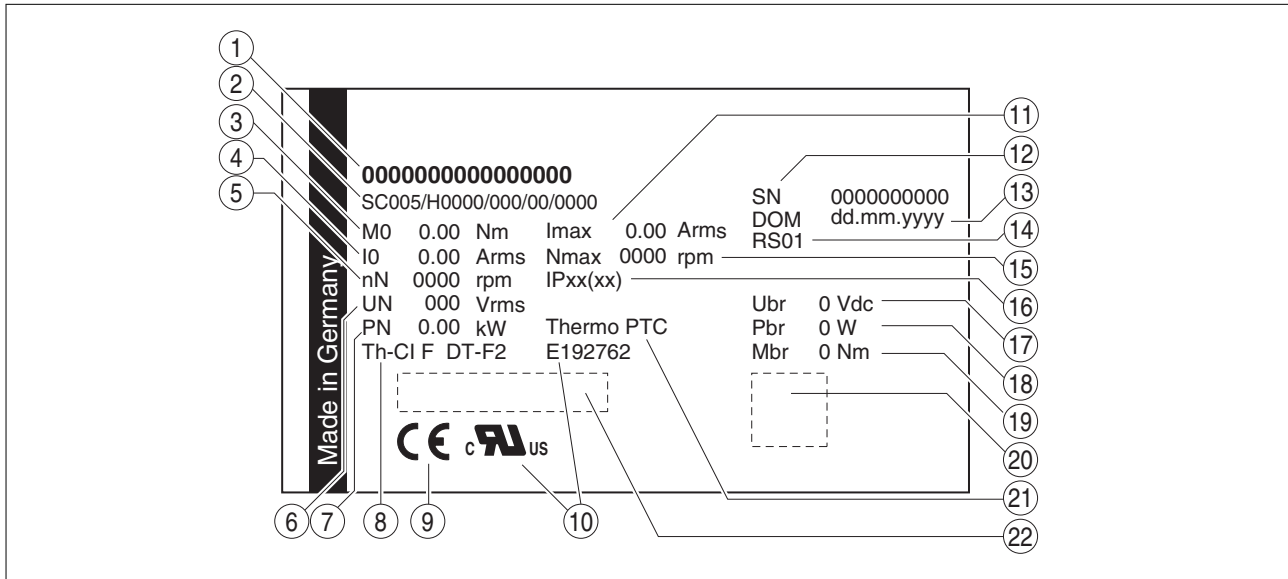 1
2
3
4
5
6
7
8
9
10
11
12
13
14
15
16
17
18
19
20
21
22
Made in Germany
0000000000000000
SC005/H0000/000/00/0000
M0 0.00 Nm Imax 0.00 Arms
I0 0.00 Arms Nmax 0000 rpm
nN 0000 rpm IPxx(xx)
UN 000 Vrms
PN 0.00 kW Thermo PTC
Th-CI F DT-F2 E192762
CE c RU US
SN 0000000000
DOM dd.mm.yyyy
RS01
Ubr 0 Vdc
Pbr 0 W
Mbr 0 Nm